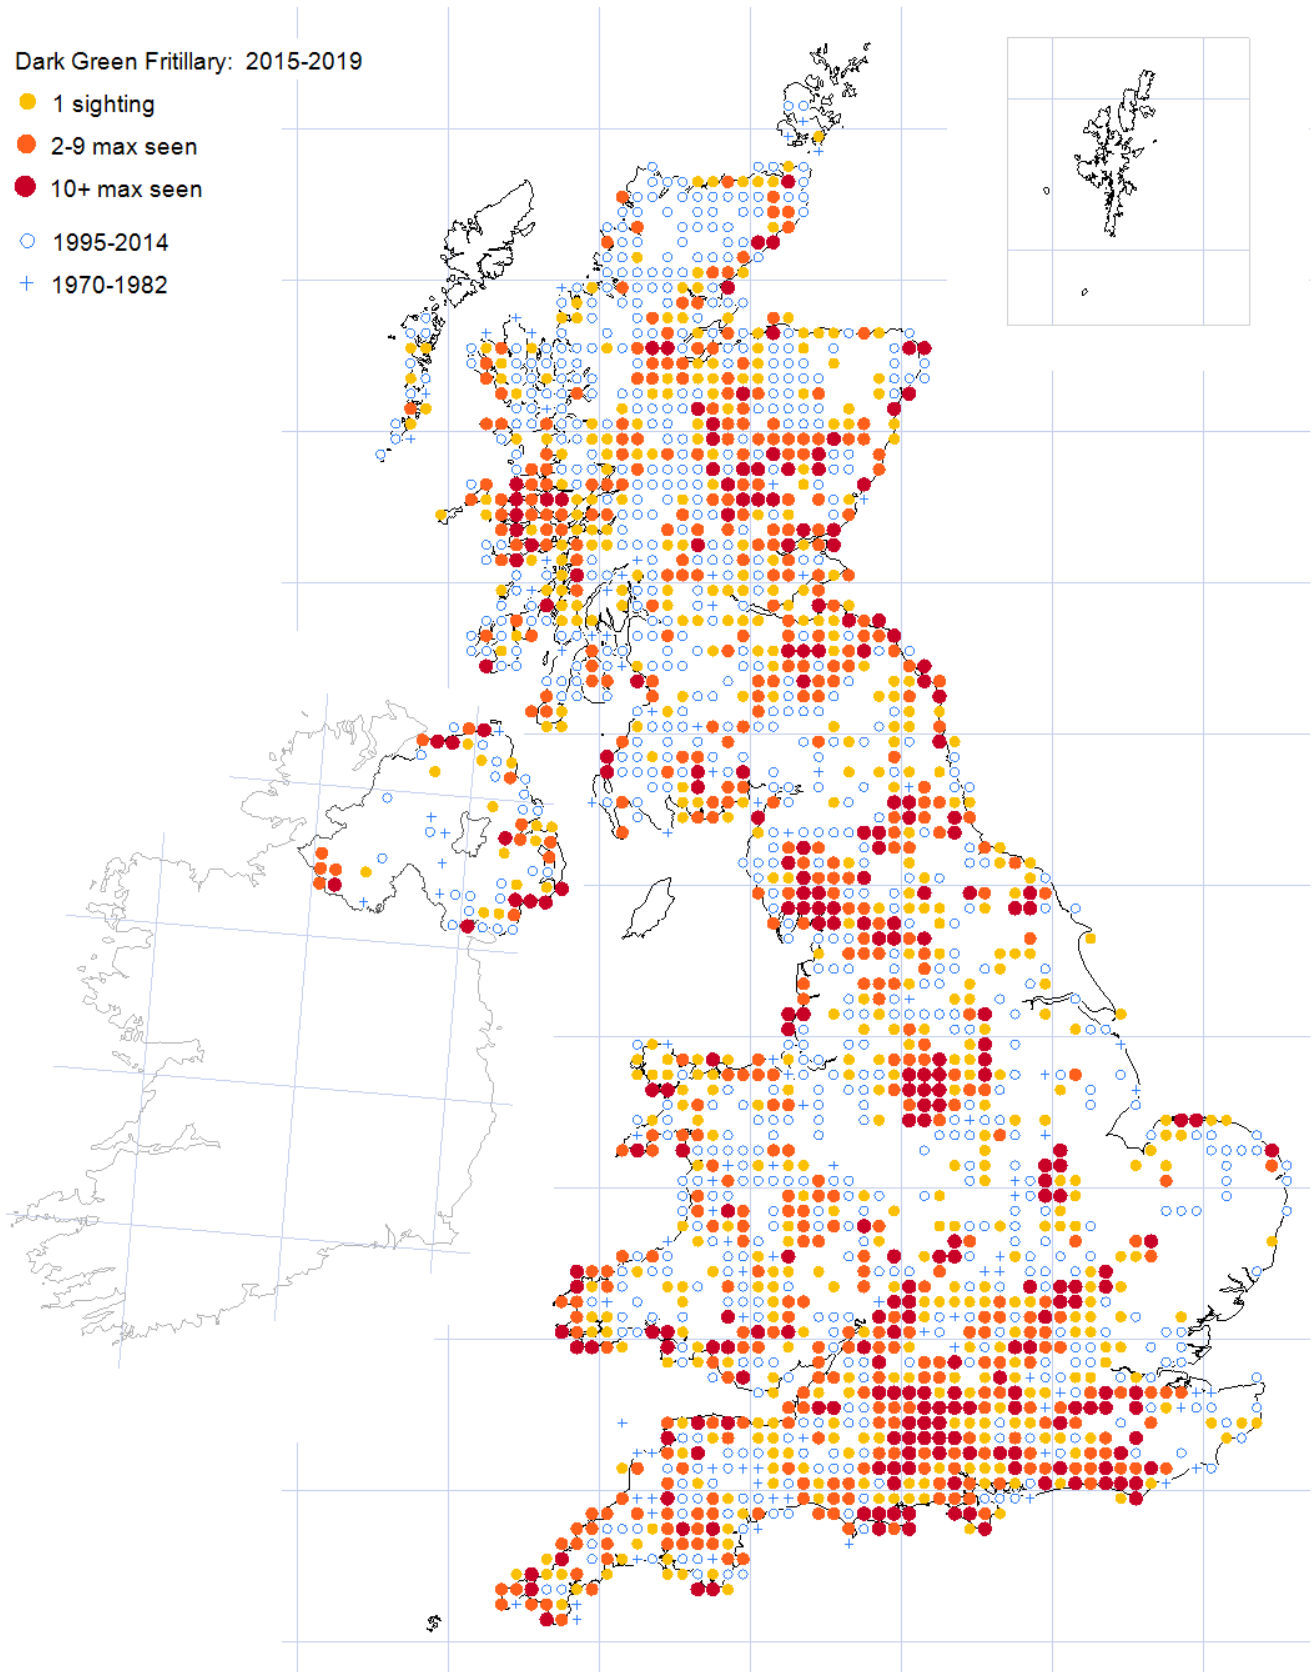 Dark Green Fritillary: 2015-2019
1 sighting
2-9 max seen
10+ max seen
1995-2014
1970-1982